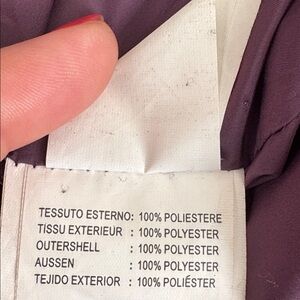 TESSUTO ESTERNO: 100% POLIESTERE
TISSU EXTERIEUR : 100% POLYESTER
OUTERSHELL : 100% POLYESTER
AUSSEN : 100% POLYESTER
TEJIDO EXTERIOR : 100% POLIÉSTER